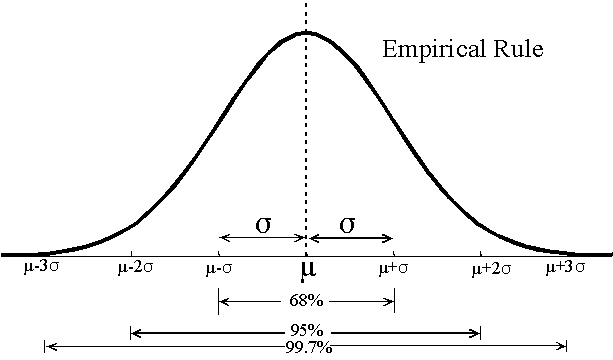 Empirical Rule
σ σ
μ-3σ μ-2σ μ-σ μ μ+σ μ+2σ μ+3σ
68%
95%
99.7%